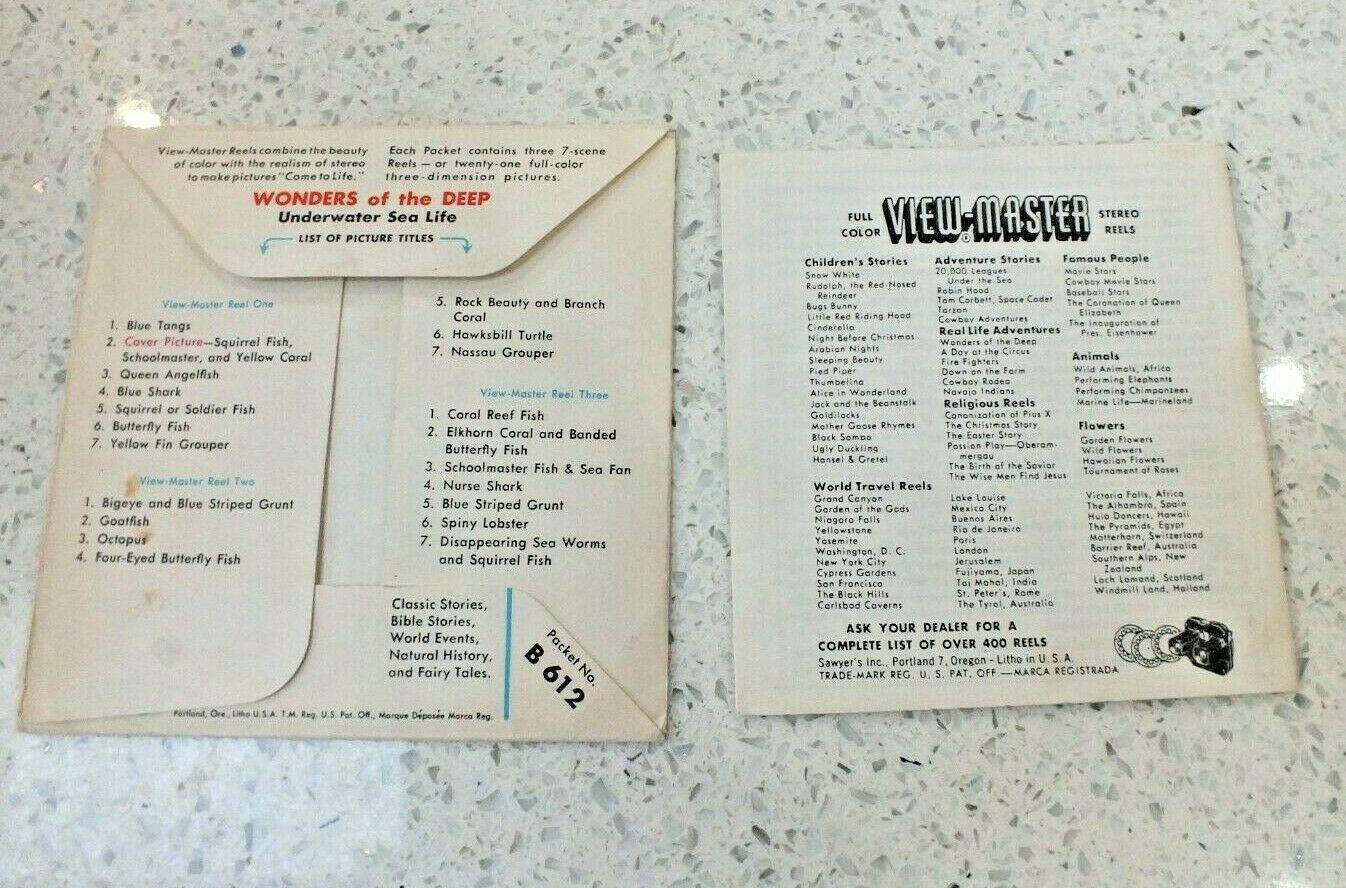 View-Master Reels combine the beauty
of color with the realism of stereo
to make pictures "Come to Life."
Each Packet contains three 7-scene
Reels — or twenty-one full-color
three-dimension pictures.
WONDERS of the DEEP
Underwater Sea Life
LIST OF PICTURE TITLES
View-Master Reel One
1. Blue Tangs
2. Cover Picture—Squirrel Fish,
Schoolmaster, and Yellow Coral
3. Queen Angelfish
4. Blue Shark
5. Squirrel or Soldier Fish
6. Butterfly Fish
7. Yellow Fin Grouper
View-Master Reel Two
1. Bigeye and Blue Striped Grunt
2. Goatfish
3. Octopus
4. Four-Eyed Butterfly Fish
5. Rock Beauty and Branch
Coral
6. Hawksbill Turtle
7. Nassau Grouper
View-Master Reel Three
1. Coral Reef Fish
2. Elkhorn Coral and Banded
Butterfly Fish
3. Schoolmaster Fish & Sea Fan
4. Nurse Shark
5. Blue Striped Grunt
6. Spiny Lobster
7. Disappearing Sea Worms
and Squirrel Fish
Classic Stories,
Bible Stories,
World Events,
Natural History,
and Fairy Tales.
Packet No.
B 612
Portland, Ore., Litho U.S.A. T.M. Reg. U.S. Pat. Off., Marque Déposée Marca Reg.
FULL COLOR
VIEW-MASTER
STEREO REELS
Children's Stories
Snow White
Rudolph, the Red-Nosed
Reindeer
Bugs Bunny
Little Red Riding Hood
Cinderella
Night Before Christmas
Arabian Nights
Sleeping Beauty
Pied Piper
Thumbelina
Alice in Wonderland
Jack and the Beanstalk
Goldilocks
Mother Goose Rhymes
Black Sambo
Ugly Duckling
Hansel & Gretel
Adventure Stories
20,000 Leagues
Under the Sea
Robin Hood
Tom Corbett, Space Cadet
Tarzan
Cowboy Adventures
Real Life Adventures
Wonders of the Deep
A Day at the Circus
Fire Fighters
Down on the Farm
Cowboy Rodeo
Navajo Indians
Religious Reels
Canonization of Pius X
The Christmas Story
The Easter Story
Passion Play—Oberam-
mergau
The Birth of the Savior
The Wise Men Find Jesus
Famous People
Movie Stars
Cowboy Movie Stars
Baseball Stars
The Coronation of Queen
Elizabeth
The Inauguration of
Pres. Eisenhower
Animals
Wild Animals, Africa
Performing Elephants
Performing Chimpanzees
Marine Life—Marineland
Flowers
Garden Flowers
Wild Flowers
Hawaiian Flowers
Tournament of Roses
World Travel Reels
Grand Canyon
Garden of the Gods
Niagara Falls
Yellowstone
Yosemite
Washington, D. C.
New York City
Cypress Gardens
San Francisco
The Black Hills
Carlsbad Caverns
Lake Louise
Mexico City
Buenos Aires
Rio de Janeiro
Paris
London
Jerusalem
Fujiyama, Japan
Taj Mahal, India
St. Peter's, Rome
The Tyrol, Australia
Victoria Falls, Africa
The Alhambra, Spain
Hula Dancers, Hawaii
The Pyramids, Egypt
Matterhorn, Switzerland
Barrier Reef, Australia
Southern Alps, New
Zealand
Loch Lomond, Scotland
Windmill Land, Holland
ASK YOUR DEALER FOR A
COMPLETE LIST OF OVER 400 REELS
Sawyer's Inc., Portland 7, Oregon - Litho in U. S. A.
TRADE-MARK REG. U. S. PAT. OFF.—MARCA REGISTRADA